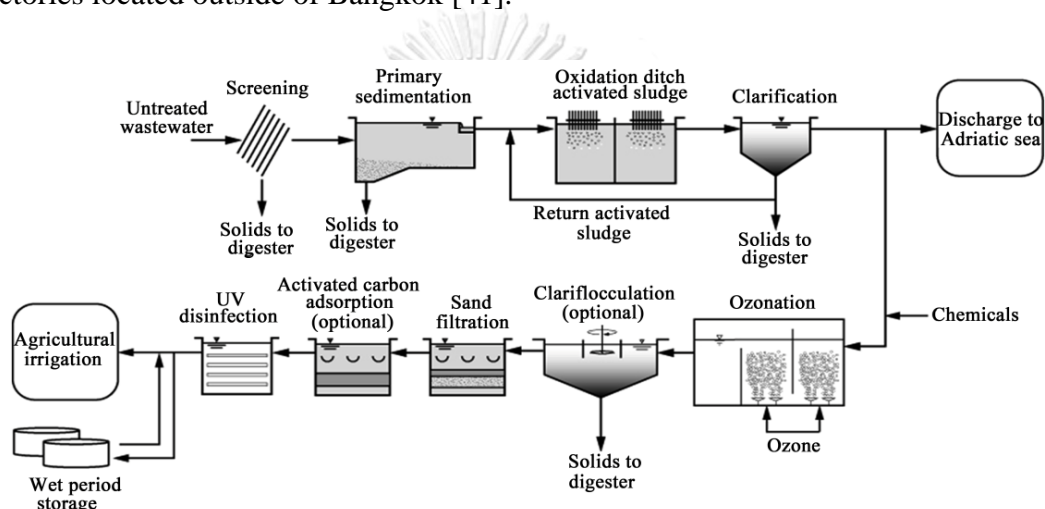 ctories located outside of Bangkok [41].
Untreated
wastewater
Screening
Primary
sedimentation
Oxidation ditch
activated sludge
Clarification
Discharge to
Adriatic sea
Solids to
digester
Solids to
digester
Return activated
sludge
Solids to
digester
Agricultural
irrigation
UV
disinfection
Activated carbon
adsorption
(optional)
Sand
filtration
Clariflocculation
(optional)
Ozonation
Chemicals
Ozone
Solids to
digester
Wet period
storage